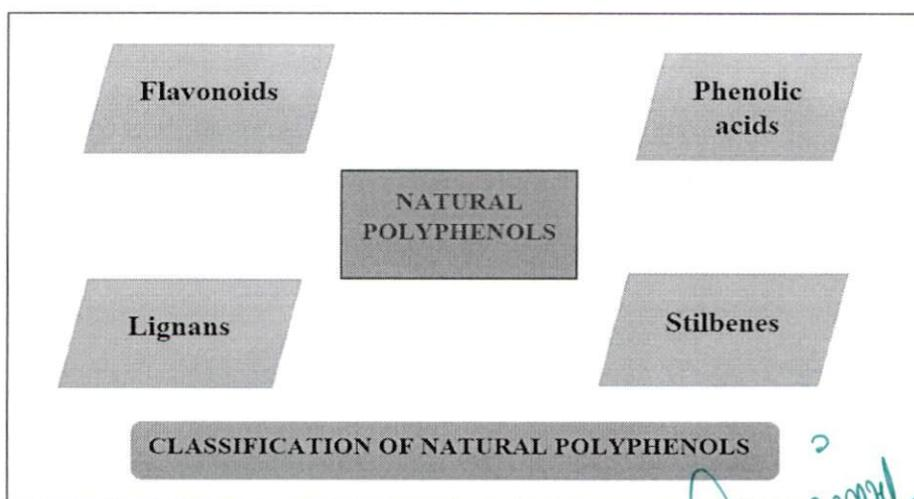 Flavonoids
Phenolic
acids
NATURAL
POLYPHENOLS
Lignans
Stilbenes
CLASSIFICATION OF NATURAL POLYPHENOLS